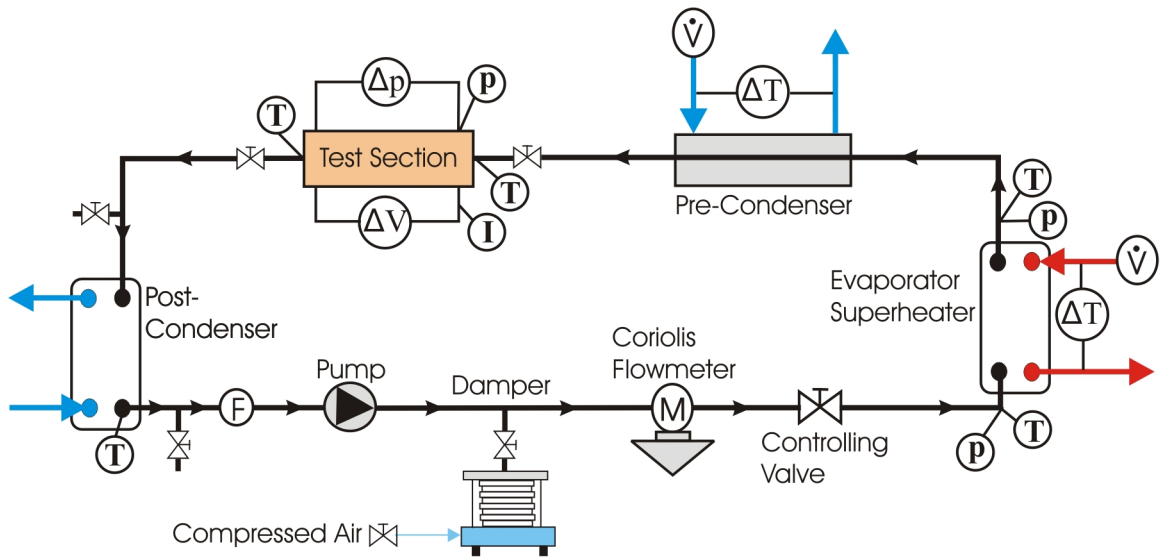 V̇
Δp
p
ΔT
T
Test Section
T
T
Pre-Condenser
p
ΔV
I
V̇
Evaporator
Superheater
Post-
Condenser
ΔT
Coriolis
Flowmeter
Pump
Damper
F
M
T
T
p
Controlling
Valve
Compressed Air